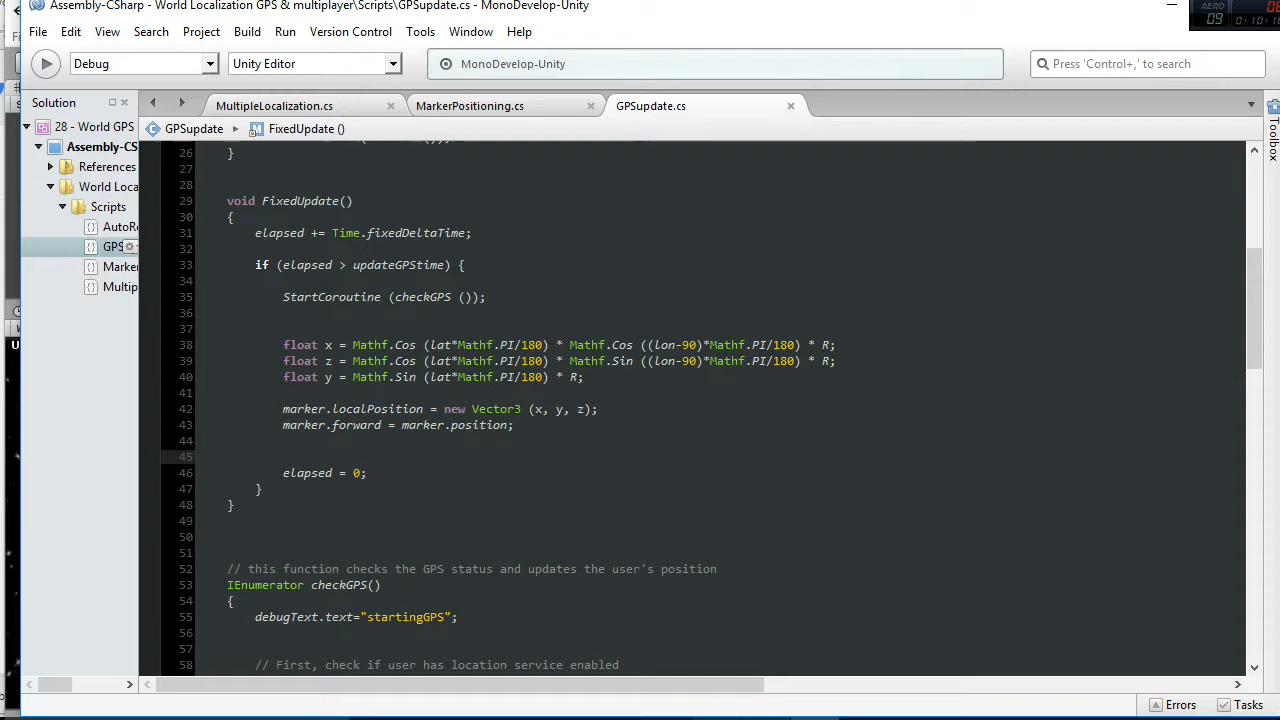 Assembly-CSharp - World Localization GPS & multiplayer\Scripts\GPSupdate.cs - MonoDevelop-Unity
AERO
09
File Edit View Search Project Build Run Version Control Tools Window Help
Debug
Unity Editor
MonoDevelop-Unity
Press 'Control+,' to search
Solution
MultipleLocalization.cs
MarkerPositioning.cs
GPSupdate.cs
Toolbox
28 - World GPS
Assembly-CS
References
World Loca
Scripts
AutoRo
GPS
Marker
Multip
GPSupdate
FixedUpdate ()
26 }
27
28
29 void FixedUpdate()
30 {
31 elapsed += Time.fixedDeltaTime;
32
33 if (elapsed > updateGPStime) {
34
35 StartCoroutine (checkGPS ());
36
37
38 float x = Mathf.Cos (lat*Mathf.PI/180) * Mathf.Cos ((lon-90)*Mathf.PI/180) * R;
39 float z = Mathf.Cos (lat*Mathf.PI/180) * Mathf.Sin ((lon-90)*Mathf.PI/180) * R;
40 float y = Mathf.Sin (lat*Mathf.PI/180) * R;
41
42 marker.localPosition = new Vector3 (x, y, z);
43 marker.forward = marker.position;
44
45
46 elapsed = 0;
47 }
48 }
49
50
51
52 // this function checks the GPS status and updates the user's position
53 IEnumerator checkGPS()
54 {
55 debugText.text="startingGPS";
56
57
58 // First, check if user has location service enabled
Errors
Tasks